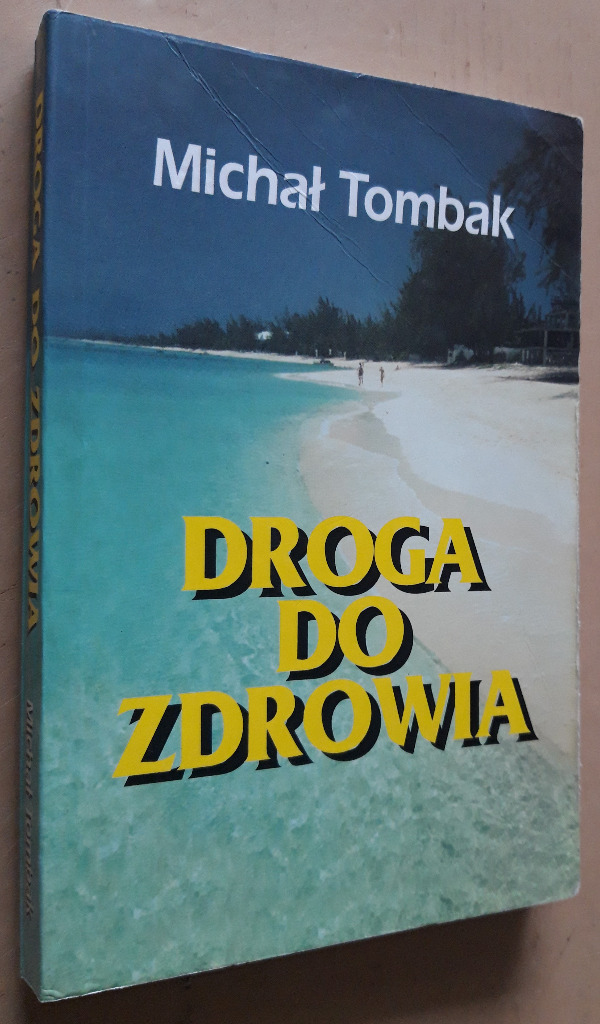 Michał Tombak
DROGA
DO
ZDROWIA
DROGA DO ZDROWIA
Michał Tombak